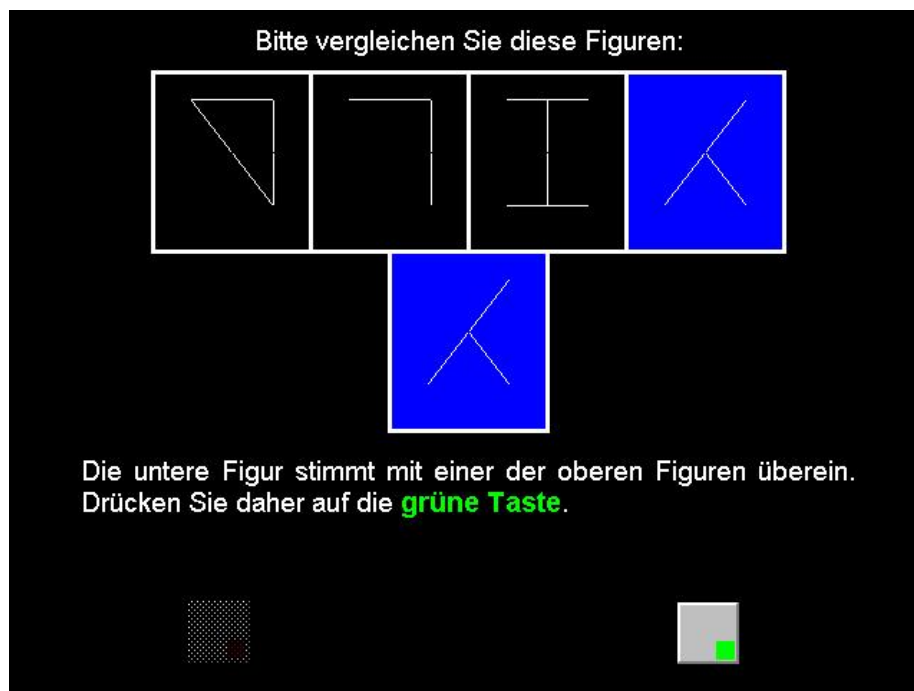 Bitte vergleichen Sie diese Figuren:
Die untere Figur stimmt mit einer der oberen Figuren überein.
Drücken Sie daher auf die grüne Taste.